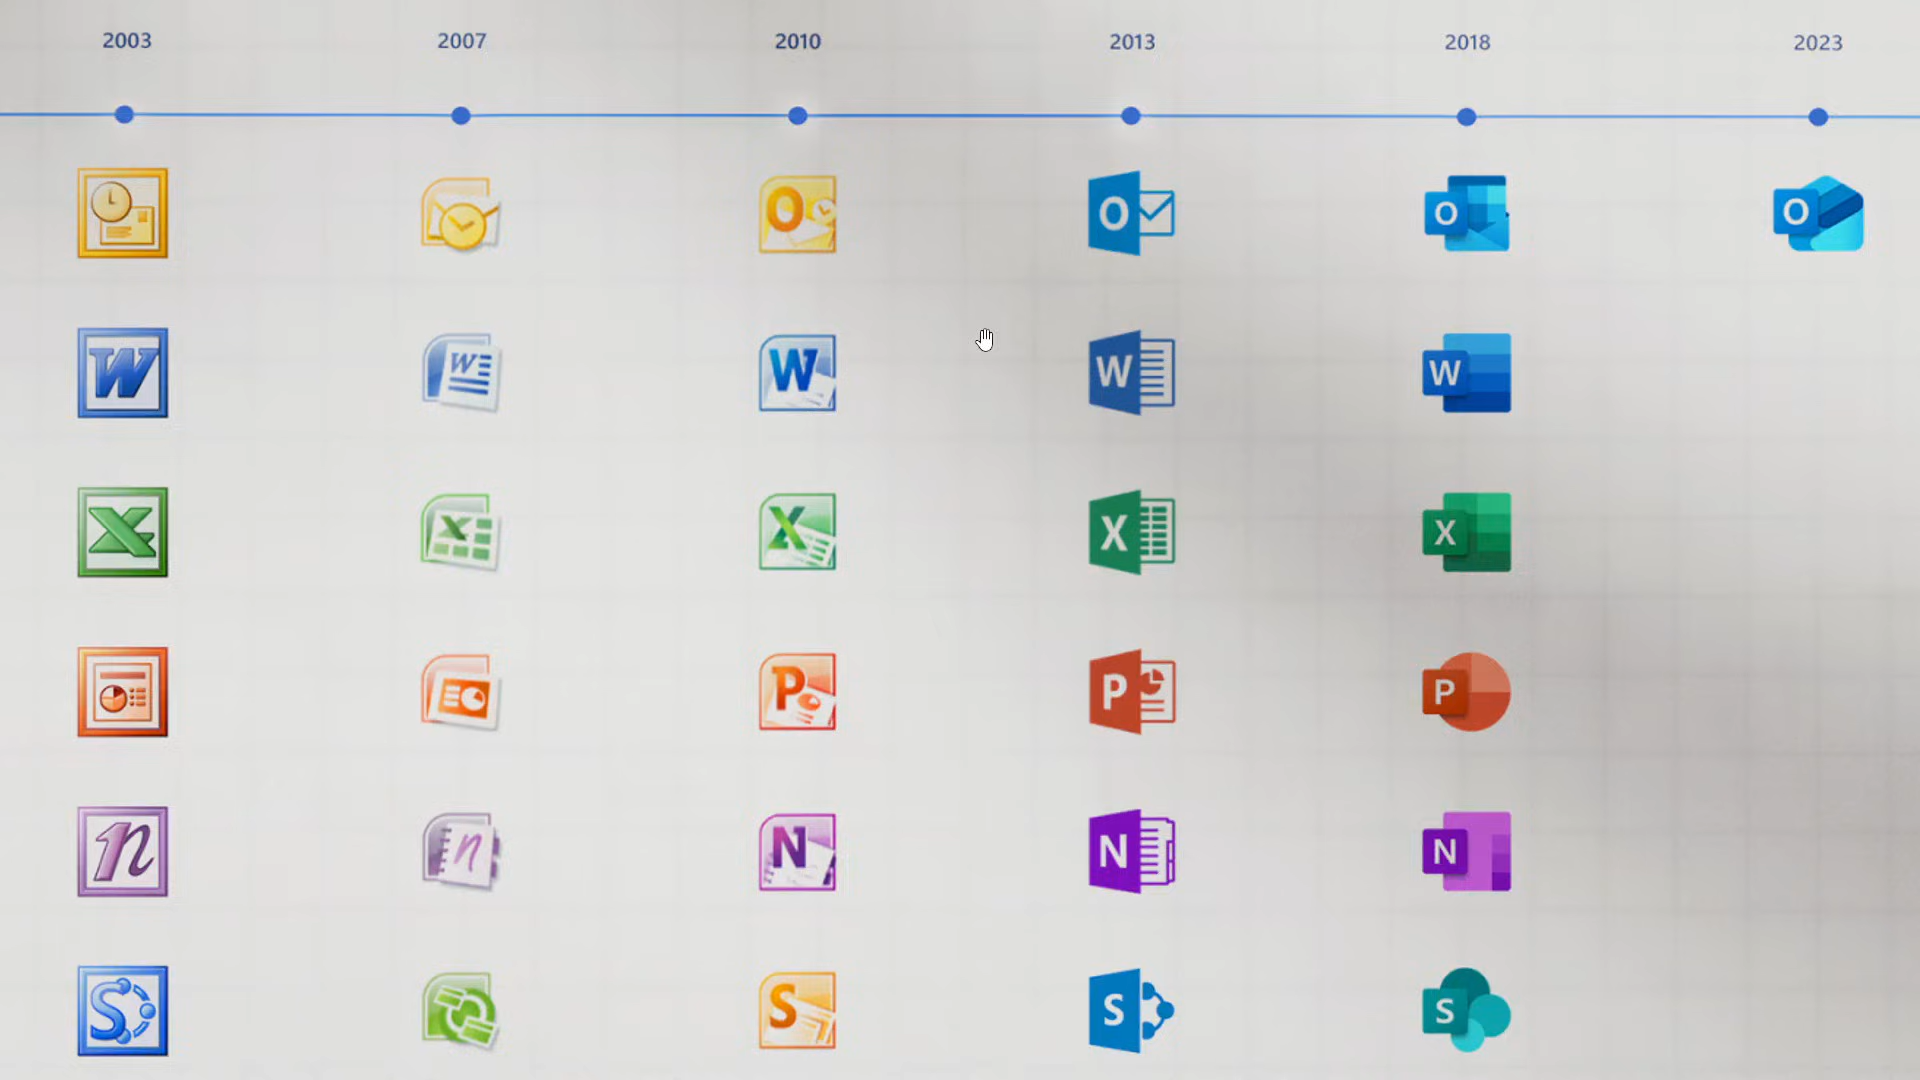 2003 2007 2010 2013 2018 2023
O O O O
W W W W W
X X X X X
P P P
n n N N N
S S S S